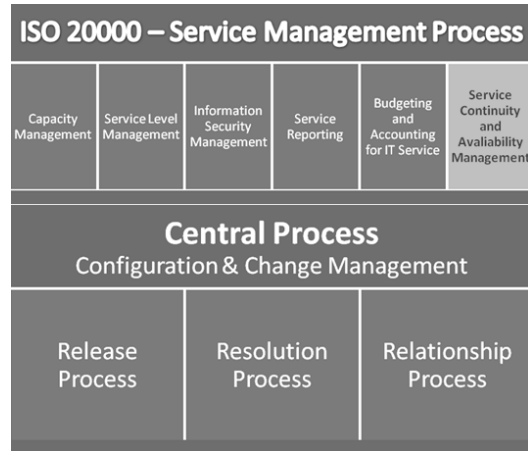 ISO 20000 – Service Management Process
Capacity
Management
Service Level
Management
Information
Security
Management
Service
Reporting
Budgeting
and
Accounting
for IT Service
Service
Continuity
and
Avaliability
Management
Central Process
Configuration & Change Management
Release
Process
Resolution
Process
Relationship
Process